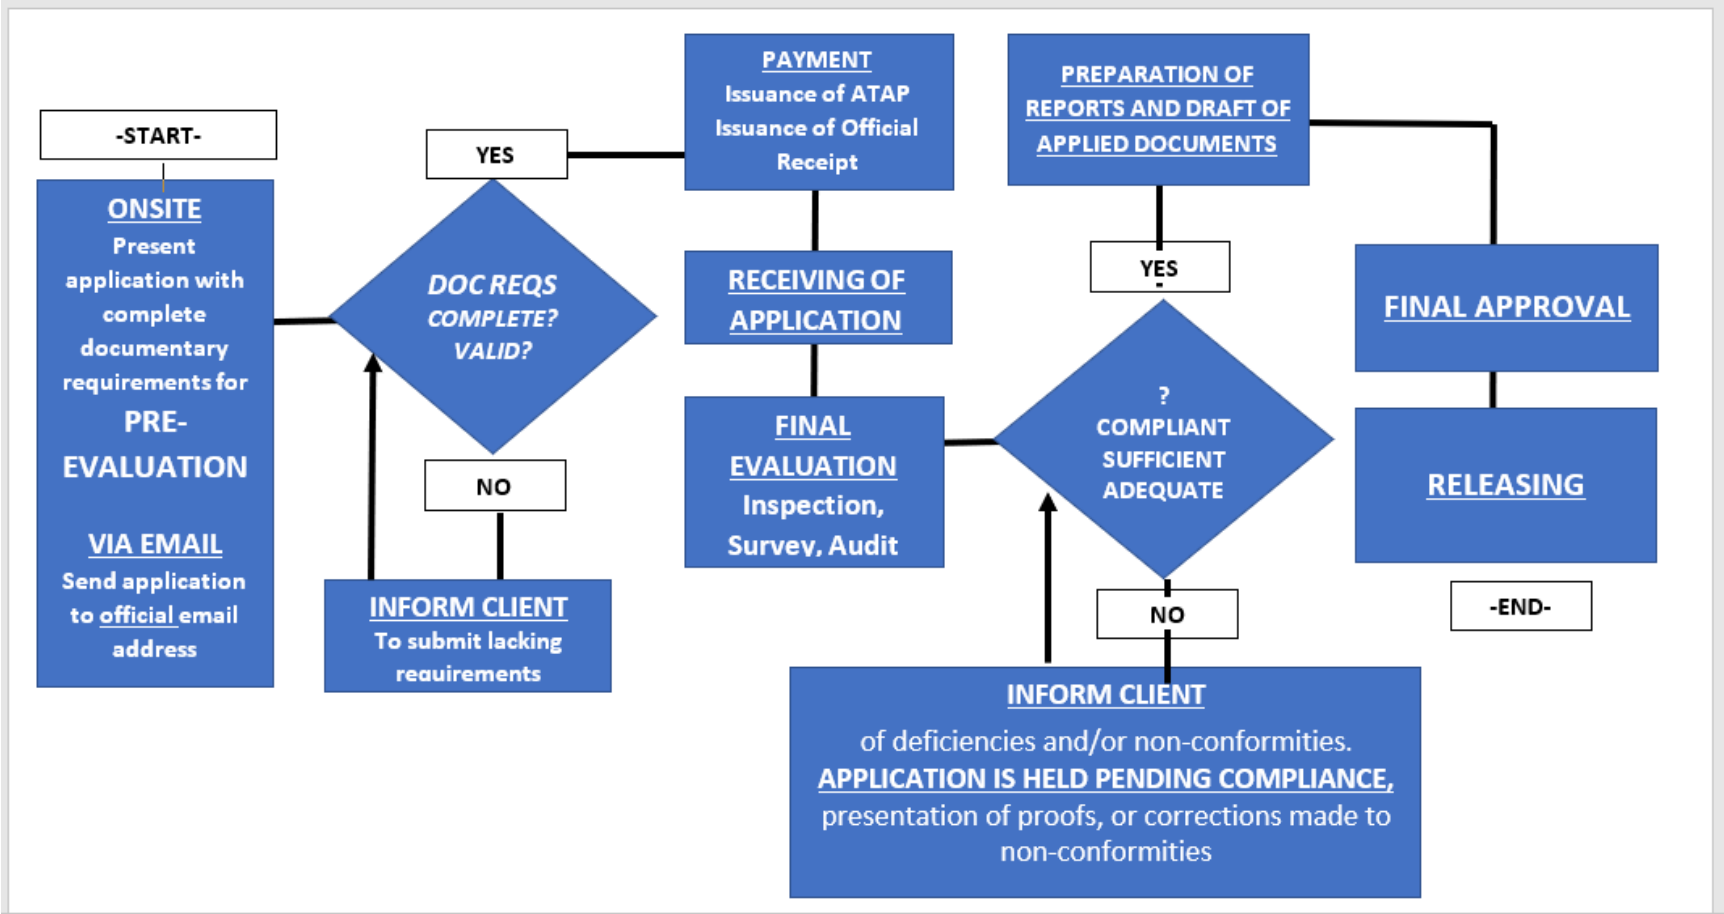 -START-
ONSITE
Present
application with
complete
documentary
requirements for
PRE-
EVALUATION
VIA EMAIL
Send application
to official email
address
YES
DOC REQS
COMPLETE?
VALID?
NO
INFORM CLIENT
To submit lacking
requirements
PAYMENT
Issuance of ATAP
Issuance of Official
Receipt
RECEIVING OF
APPLICATION
FINAL
EVALUATION
Inspection,
Survey, Audit
PREPARATION OF
REPORTS AND DRAFT OF
APPLIED DOCUMENTS
YES
?
COMPLIANT
SUFFICIENT
ADEQUATE
NO
INFORM CLIENT
of deficiencies and/or non-conformities.
APPLICATION IS HELD PENDING COMPLIANCE,
presentation of proofs, or corrections made to
non-conformities
FINAL APPROVAL
RELEASING
-END-